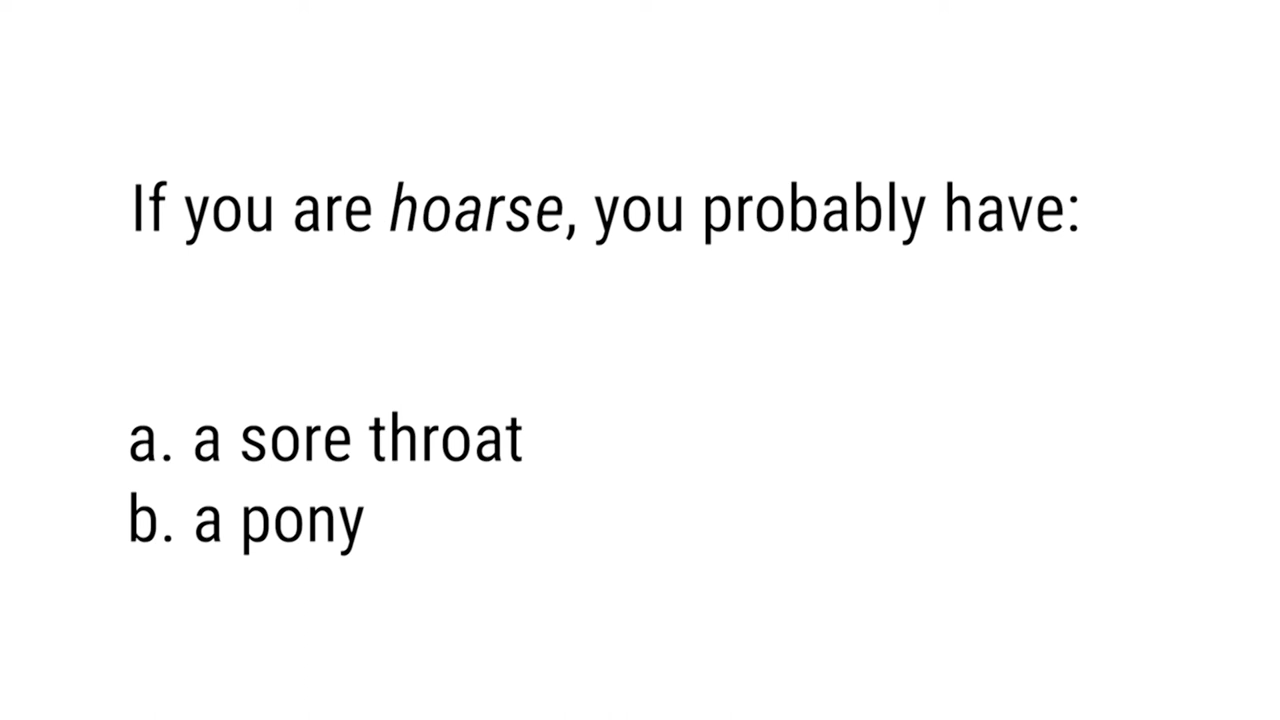 If you are hoarse, you probably have:
a. a sore throat
b. a pony